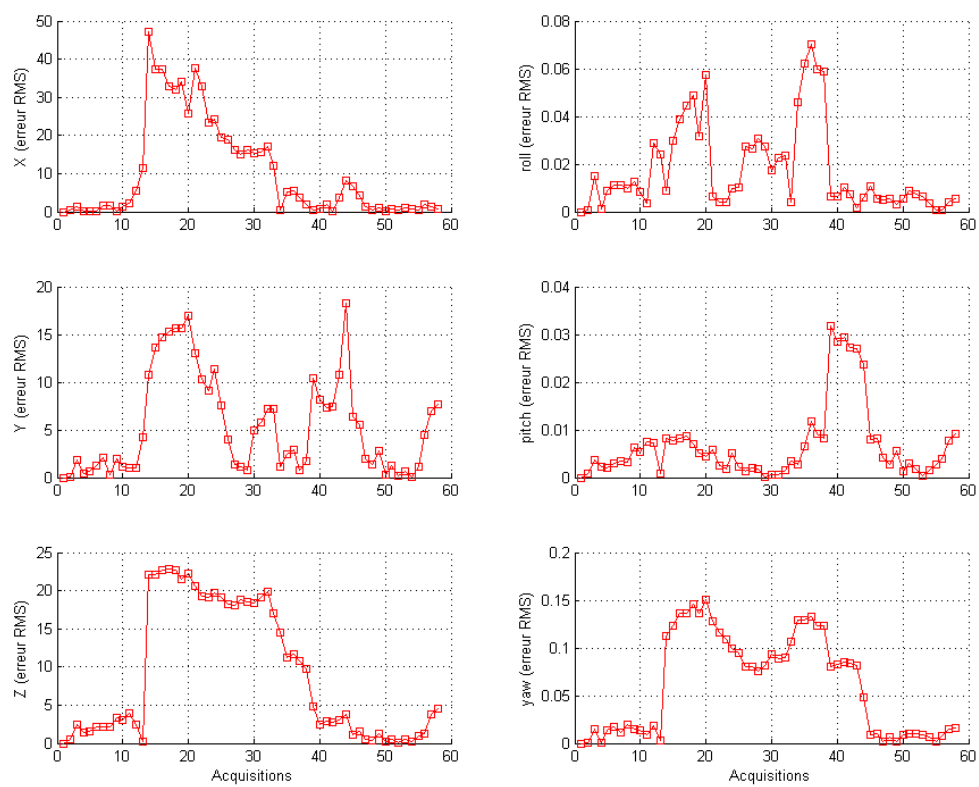 50
40
30
20
10
0
X (erreur RMS)
0 10 20 30 40 50 60
0.08
0.06
0.04
0.02
0
roll (erreur RMS)
0 10 20 30 40 50 60
20
15
10
5
0
Y (erreur RMS)
0 10 20 30 40 50 60
0.04
0.03
0.02
0.01
0
pitch (erreur RMS)
0 10 20 30 40 50 60
25
20
15
10
5
0
Z (erreur RMS)
0 10 20 30 40 50 60
Acquisitions
0.2
0.15
0.1
0.05
0
yaw (erreur RMS)
0 10 20 30 40 50 60
Acquisitions